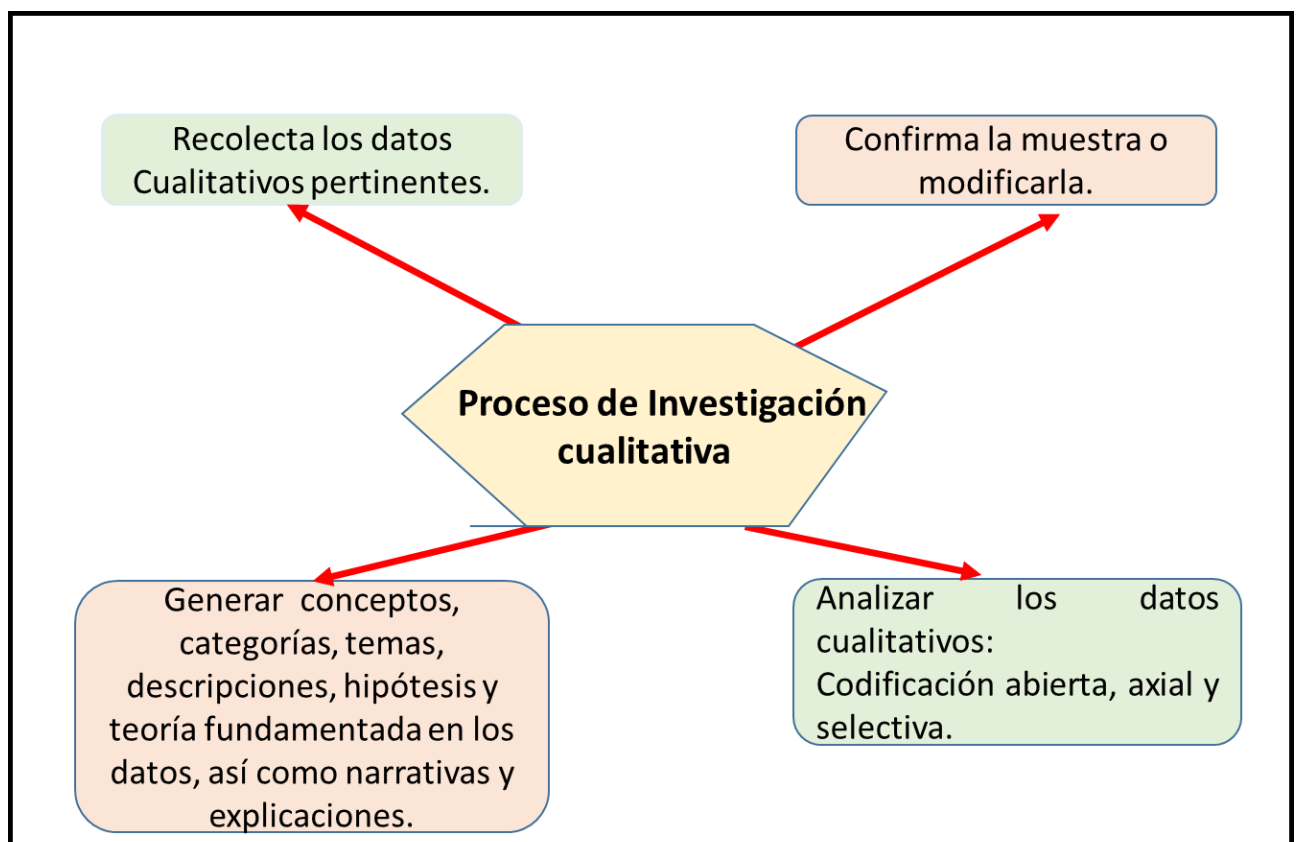 Recolecta los datos
Cualitativos pertinentes.
Confirma la muestra o
modificarla.
Proceso de Investigación
cualitativa
Generar conceptos,
categorías, temas,
descripciones, hipótesis y
teoría fundamentada en los
datos, así como narrativas y
explicaciones.
Analizar los datos
cualitativos:
Codificación abierta, axial y
selectiva.